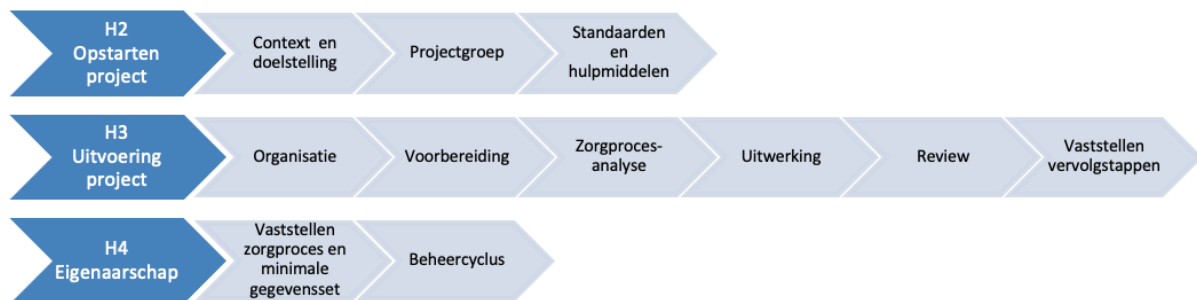 H2
Opstarten
project
Context en
doelstelling
Projectgroep
Standaarden
en
hulpmiddelen
H3
Uitvoering
project
Organisatie
Voorbereiding
Zorgproces-
analyse
Uitwerking
Review
Vaststellen
vervolgstappen
H4
Eigenaarschap
Vaststellen
zorgproces en
minimale
gegevensset
Beheercyclus